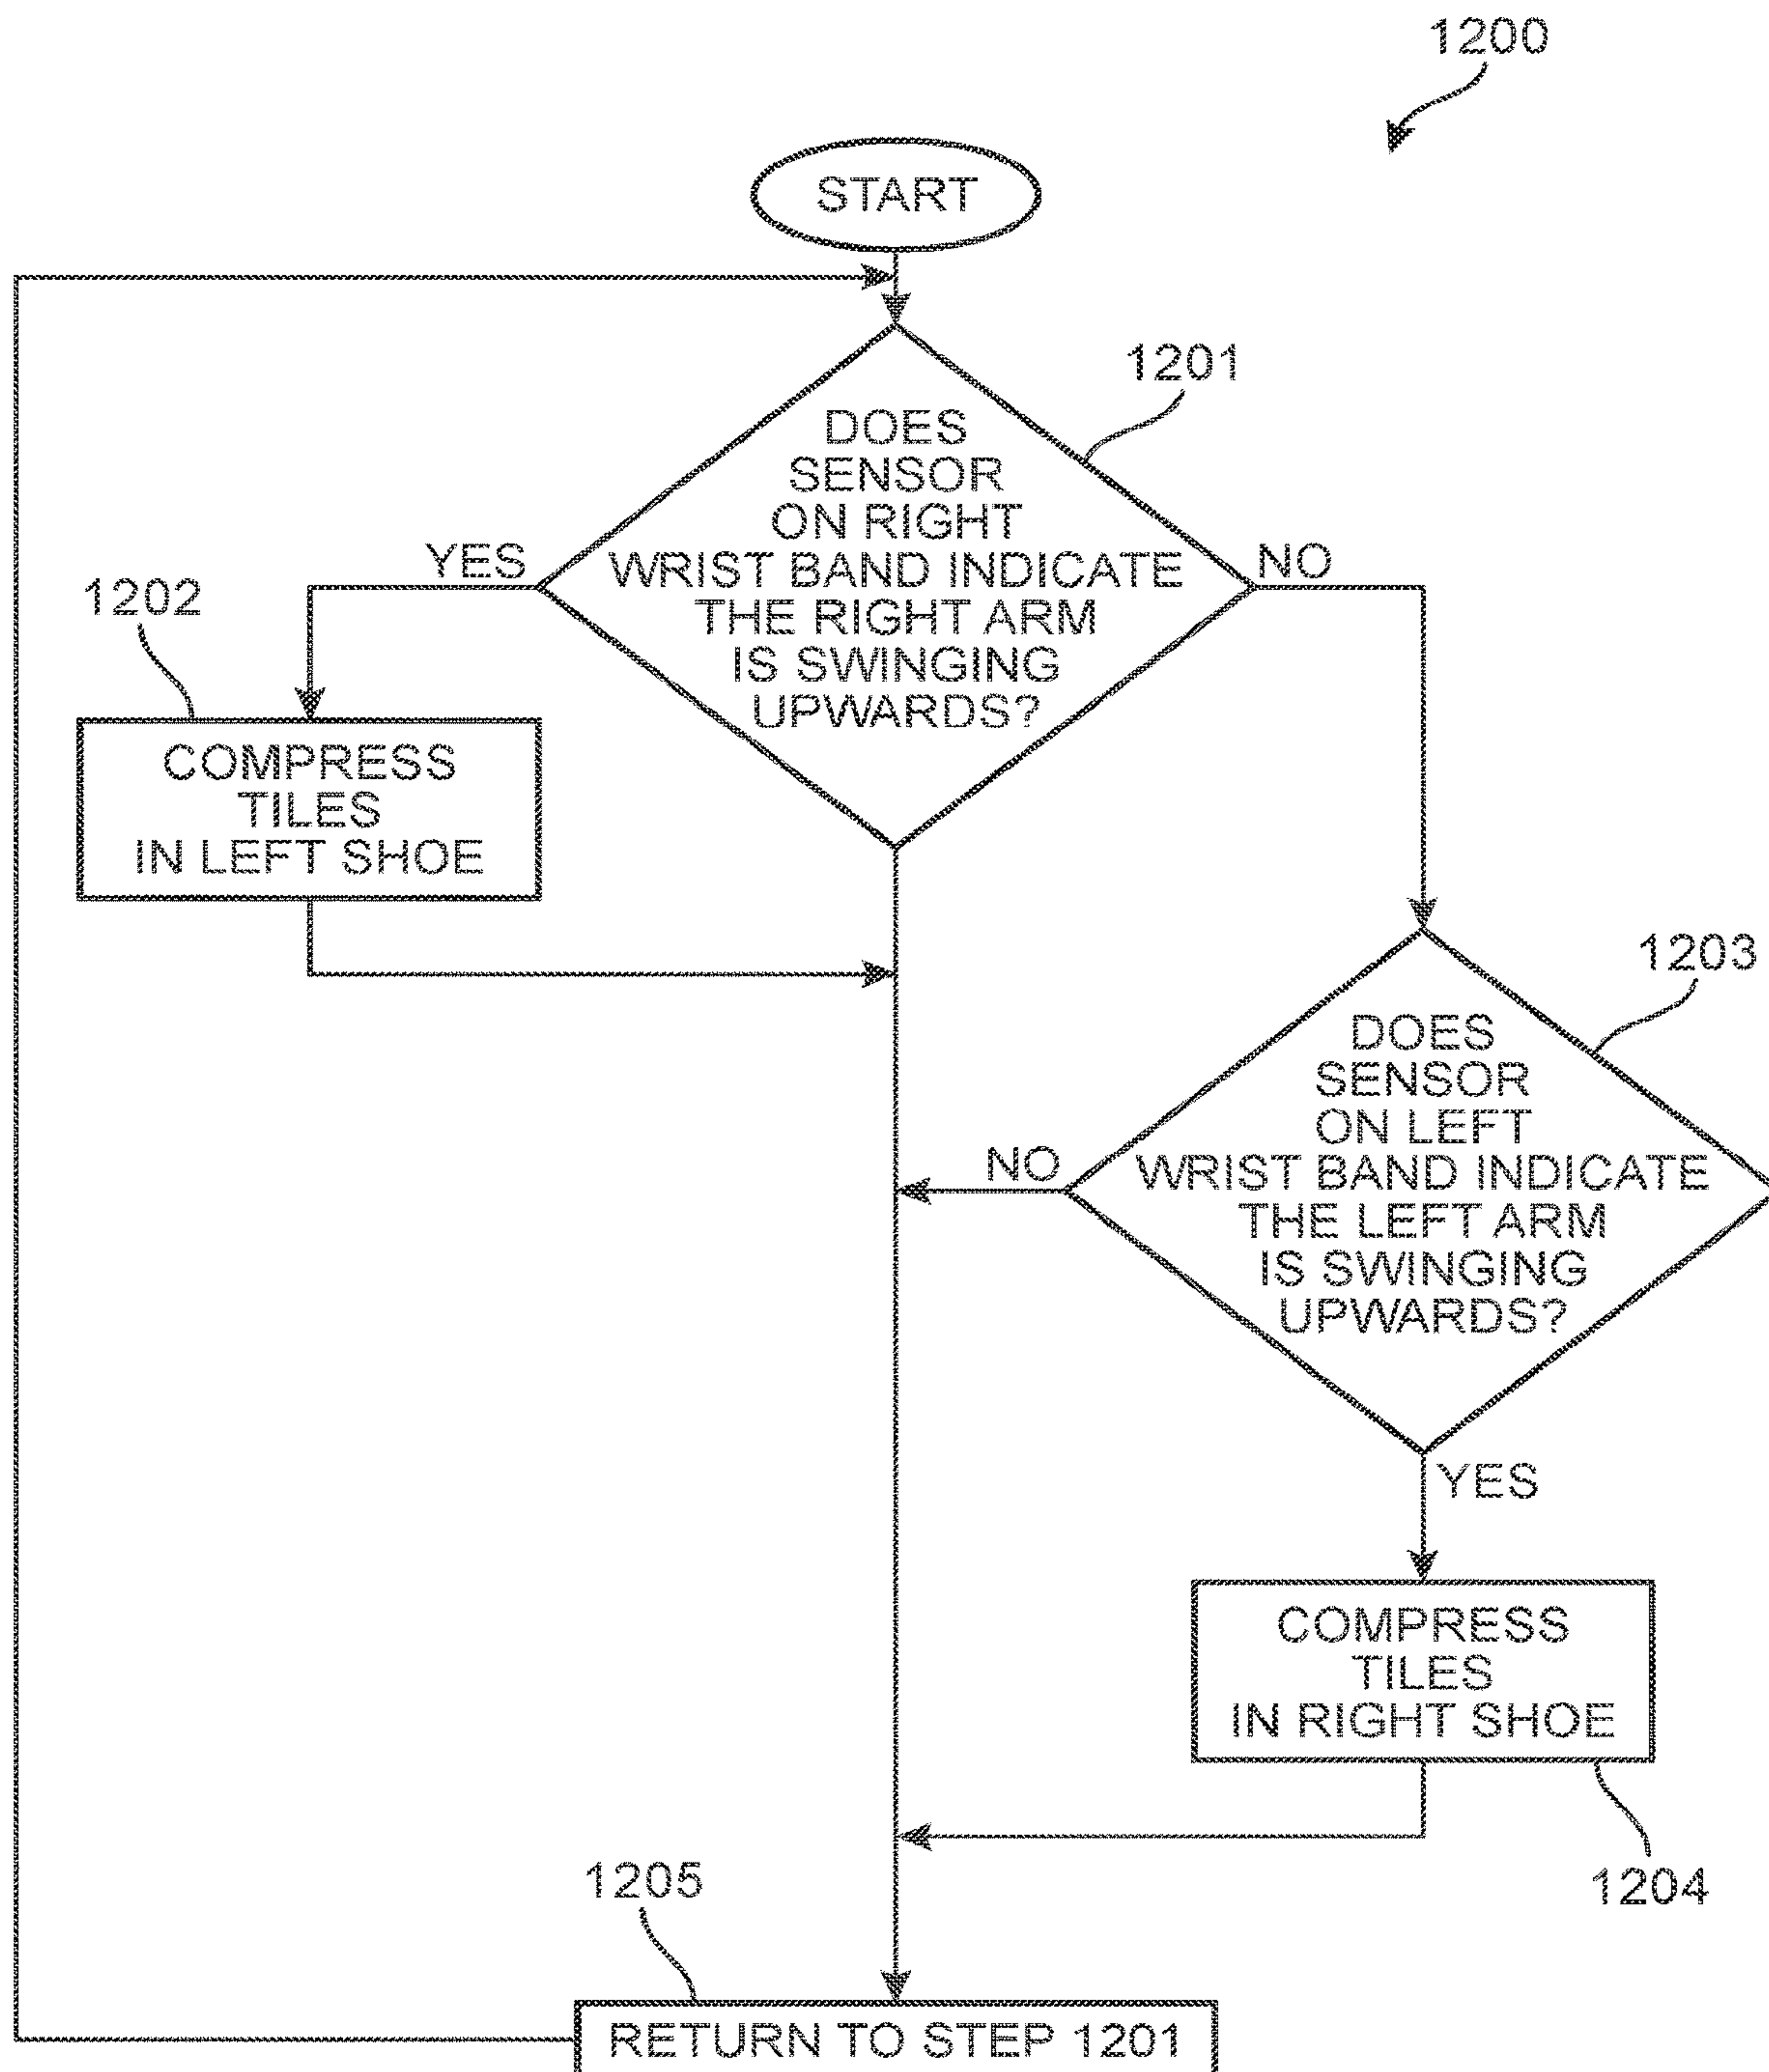 1200
START
1201
DOES
SENSOR
ON RIGHT
WRIST BAND INDICATE
THE RIGHT ARM
IS SWINGING
UPWARDS?
YES
NO
1202
COMPRESS
TILES
IN LEFT SHOE
1203
DOES
SENSOR
ON LEFT
WRIST BAND INDICATE
THE LEFT ARM
IS SWINGING
UPWARDS?
NO
YES
COMPRESS
TILES
IN RIGHT SHOE
1204
1205
RETURN TO STEP 1201